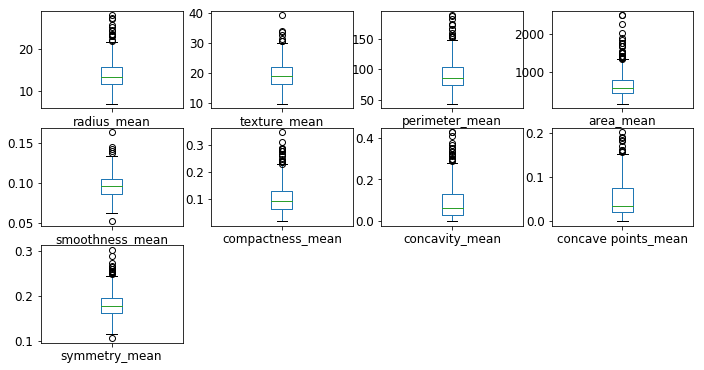 20
10
radius_mean
40
30
20
10
texture_mean
150
100
50
perimeter_mean
2000
1000
area_mean
0.15
0.10
0.05
smoothness_mean
0.3
0.2
0.1
compactness_mean
0.4
0.2
0.0
concavity_mean
0.2
0.1
0.0
concave points_mean
0.3
0.2
0.1
symmetry_mean